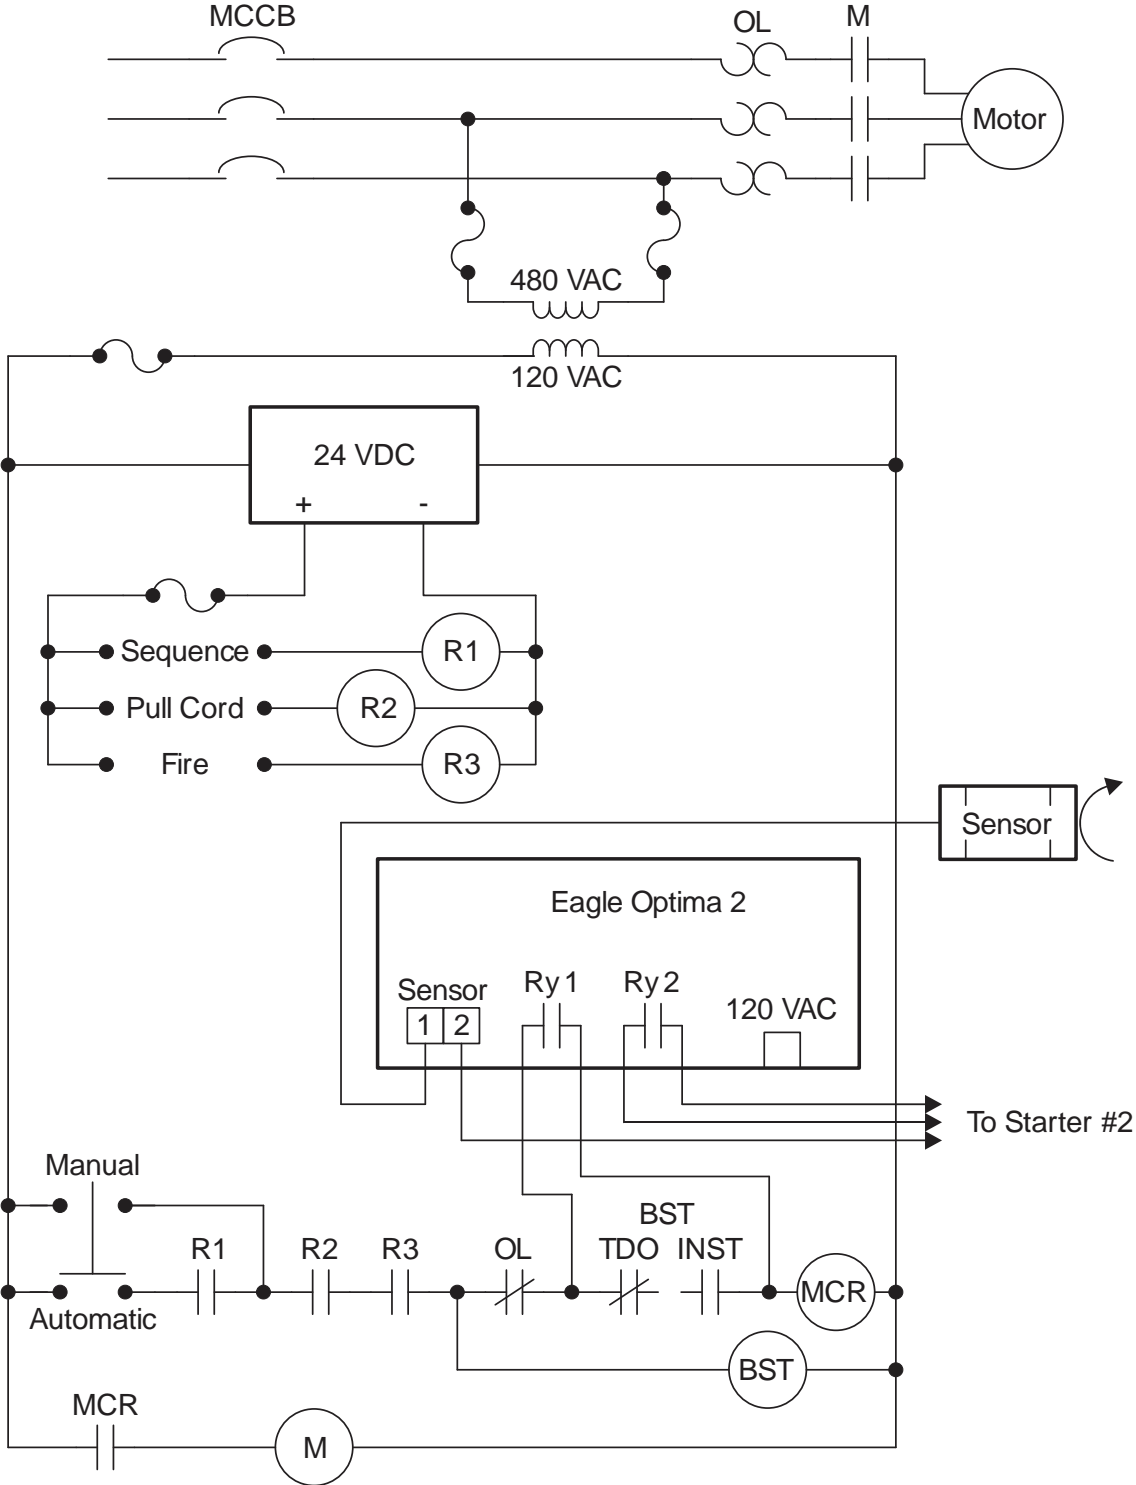 MCCB
OL
M
Motor
480 VAC
120 VAC
24 VDC
+ -
Sequence
R1
Pull Cord
R2
Fire
R3
Sensor
Eagle Optima 2
Ry 1
Ry 2
Sensor
1 2
120 VAC
To Starter #2
Manual
BST
R1
R2
R3
OL
TDO
INST
MCR
Automatic
BST
MCR
M